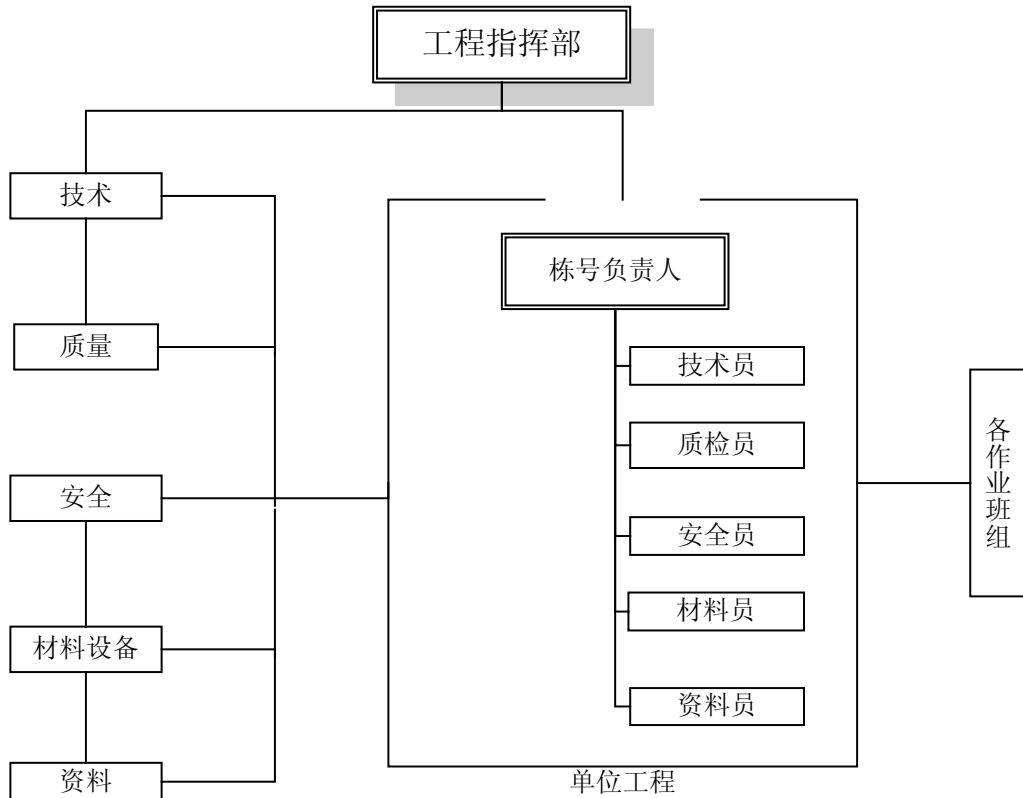 工程指挥部
技术
质量
安全
材料设备
资料
栋号负责人
技术员
质检员
安全员
材料员
资料员
单位工程
各作业班组